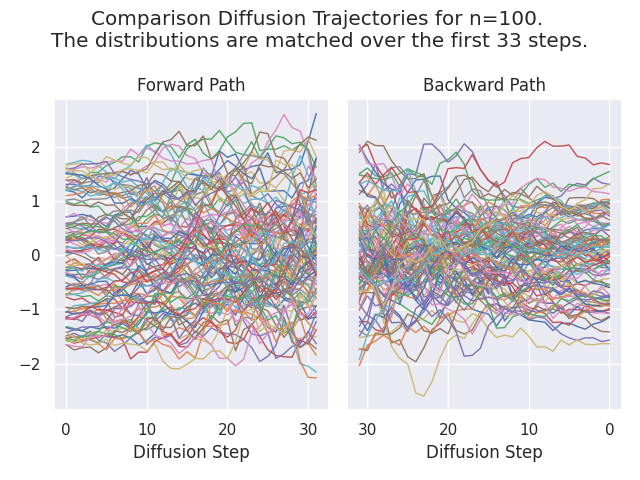 Comparison Diffusion Trajectories for n=100.
The distributions are matched over the first 33 steps.
Forward Path
Backward Path
2
1
0
−1
−2
0
10
20
30
30
20
10
0
Diffusion Step
Diffusion Step